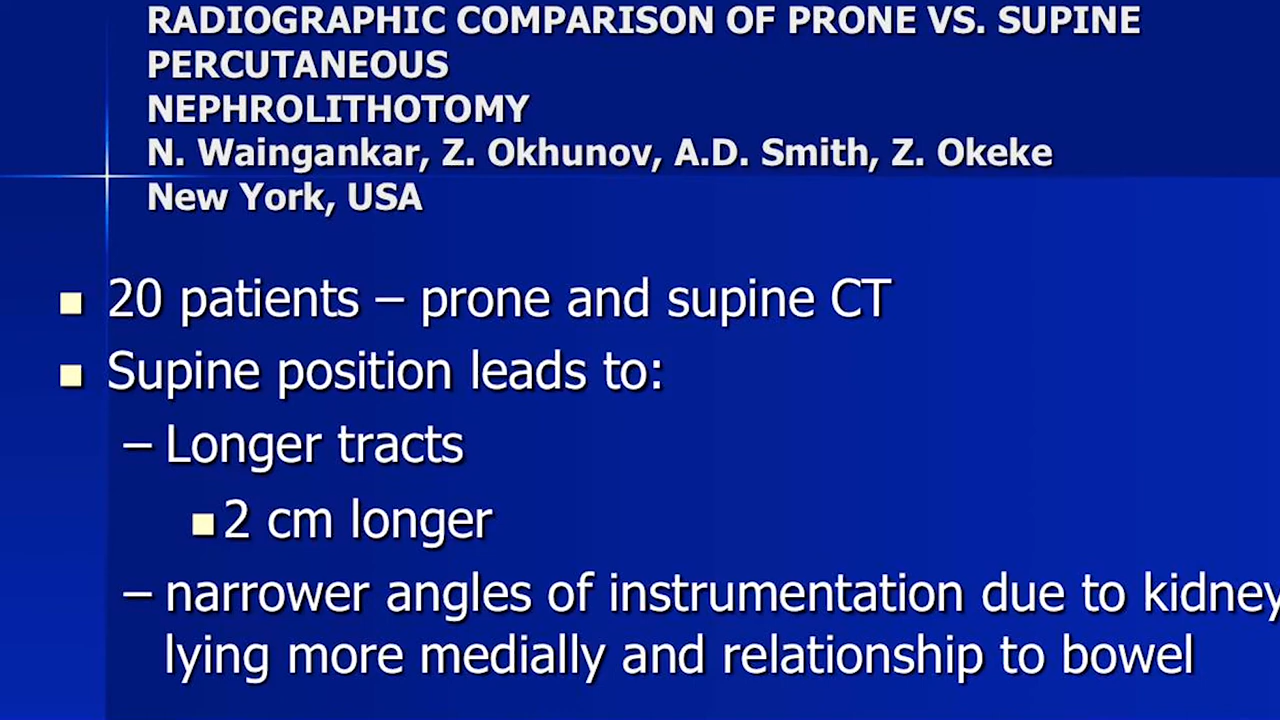 RADIOGRAPHIC COMPARISON OF PRONE VS. SUPINE
PERCUTANEOUS
NEPHROLITHOTOMY
N. Waingankar, Z. Okhunov, A.D. Smith, Z. Okeke
New York, USA
20 patients – prone and supine CT
Supine position leads to:
– Longer tracts
2 cm longer
– narrower angles of instrumentation due to kidney
lying more medially and relationship to bowel